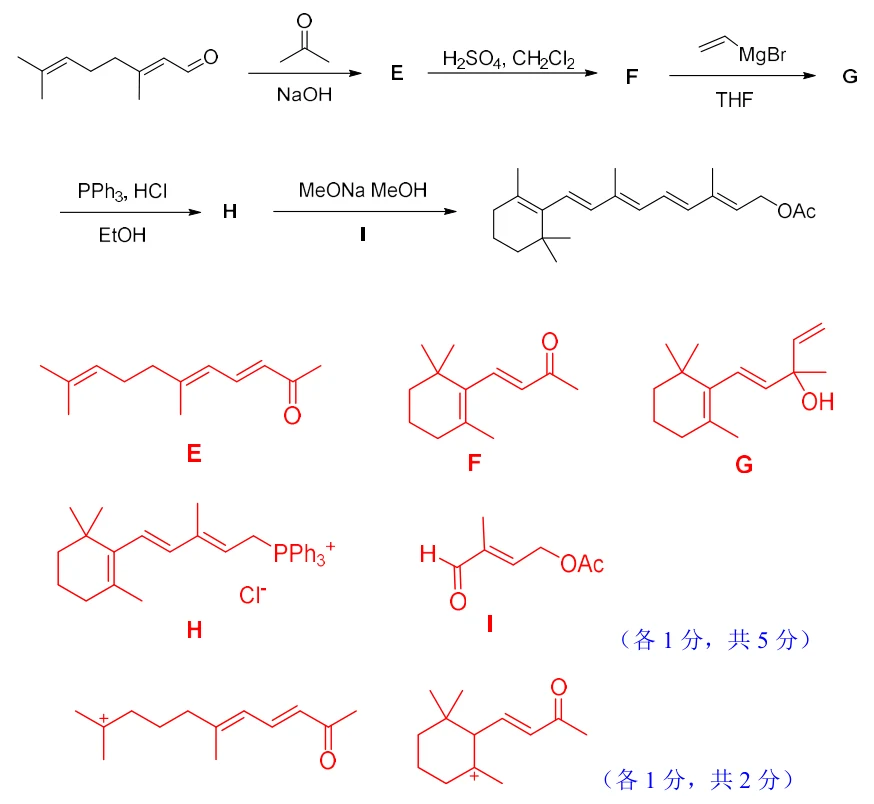 O
O
MgBr
H₂SO₄, CH₂Cl₂
E
F
G
NaOH
THF
PPh₃, HCl
MeONa MeOH
H
OAc
EtOH
I
O
O
OH
E
F
G
H
PPh₃⁺
OAc
Cl⁻
O
H
I
(各 1 分，共 5 分)
O
+
O
+
(各 1 分，共 2 分)